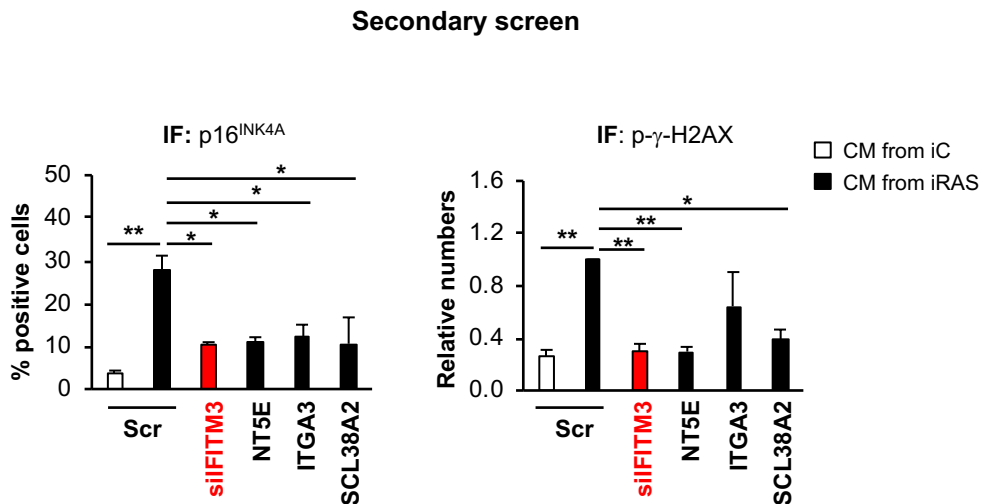 Secondary screen
IF: p16INK4A
% positive cells
50
40
30
20
10
0
**
*
*
*
*
Scr
siIFITM3
NT5E
ITGA3
SCL38A2
IF: p-γ-H2AX
Relative numbers
1.6
1.2
0.8
0.4
0.0
**
**
**
*
Scr
siIFITM3
NT5E
ITGA3
SCL38A2
CM from iC
CM from iRAS